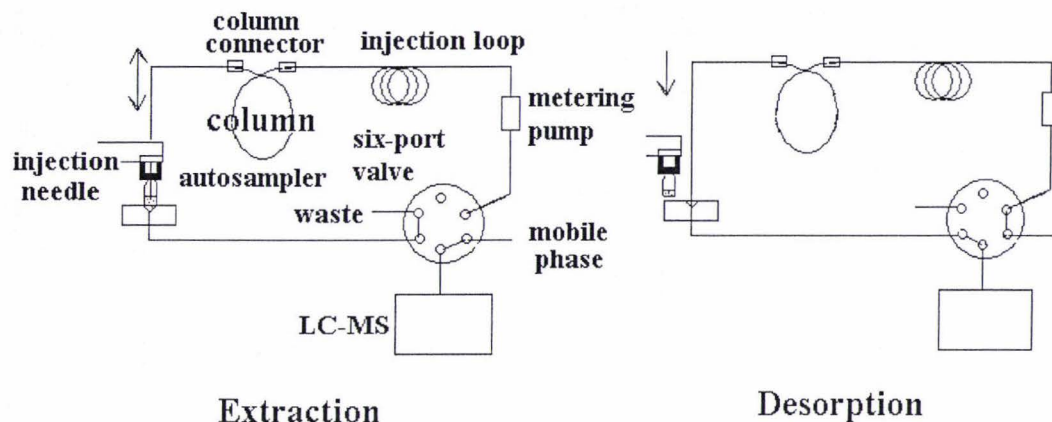 column
connector
injection loop
metering
pump
column
six-port
valve
injection
needle
autosampler
waste
mobile
phase
LC-MS
Extraction
Desorption